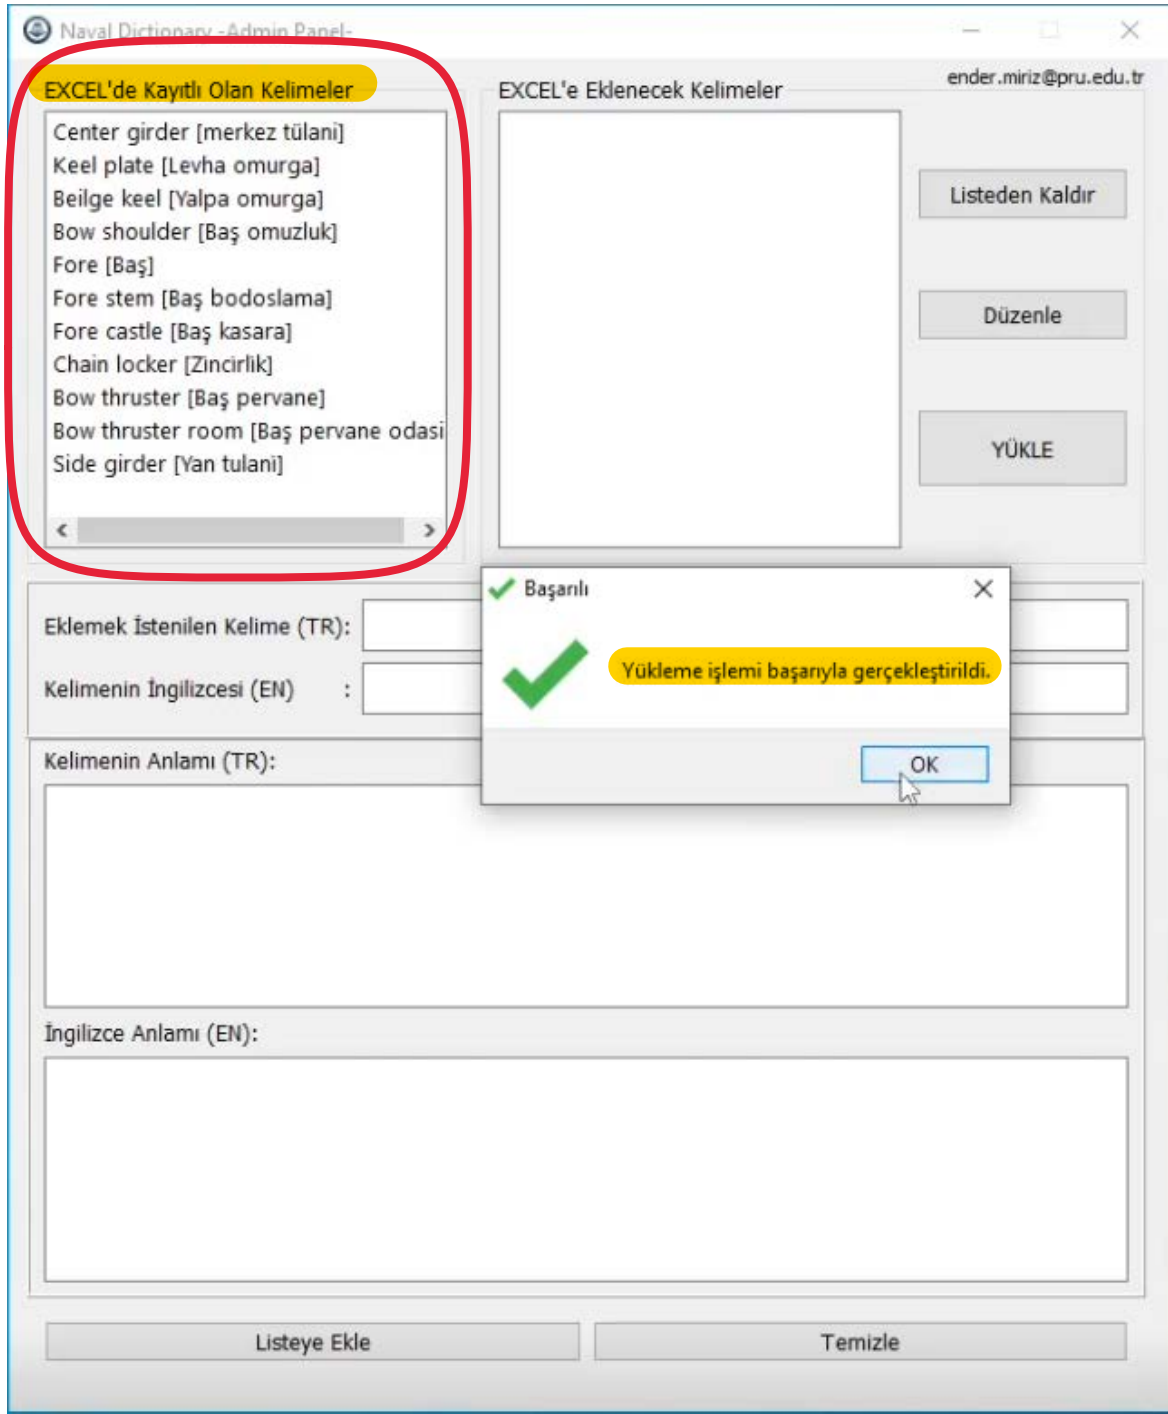 Naval Dictionary -Admin Panel-
ender.miriz@pru.edu.tr
EXCEL'de Kayıtlı Olan Kelimeler
Center girder [merkez tülani]
Keel plate [Levha omurga]
Beilge keel [Yalpa omurga]
Bow shoulder [Baş omuzluk]
Fore [Baş]
Fore stem [Baş bodoslama]
Fore castle [Baş kasara]
Chain locker [Zincirlik]
Bow thruster [Baş pervane]
Bow thruster room [Baş pervane odasi
Side girder [Yan tulani]
EXCEL'e Eklenecek Kelimeler
Listeden Kaldır
Düzenle
YÜKLE
Eklemek İstenilen Kelime (TR):
Kelimenin İngilizcesi (EN) :
Başarılı
Yükleme işlemi başarıyla gerçekleştirildi.
OK
Kelimenin Anlamı (TR):
İngilizce Anlamı (EN):
Listeye Ekle
Temizle